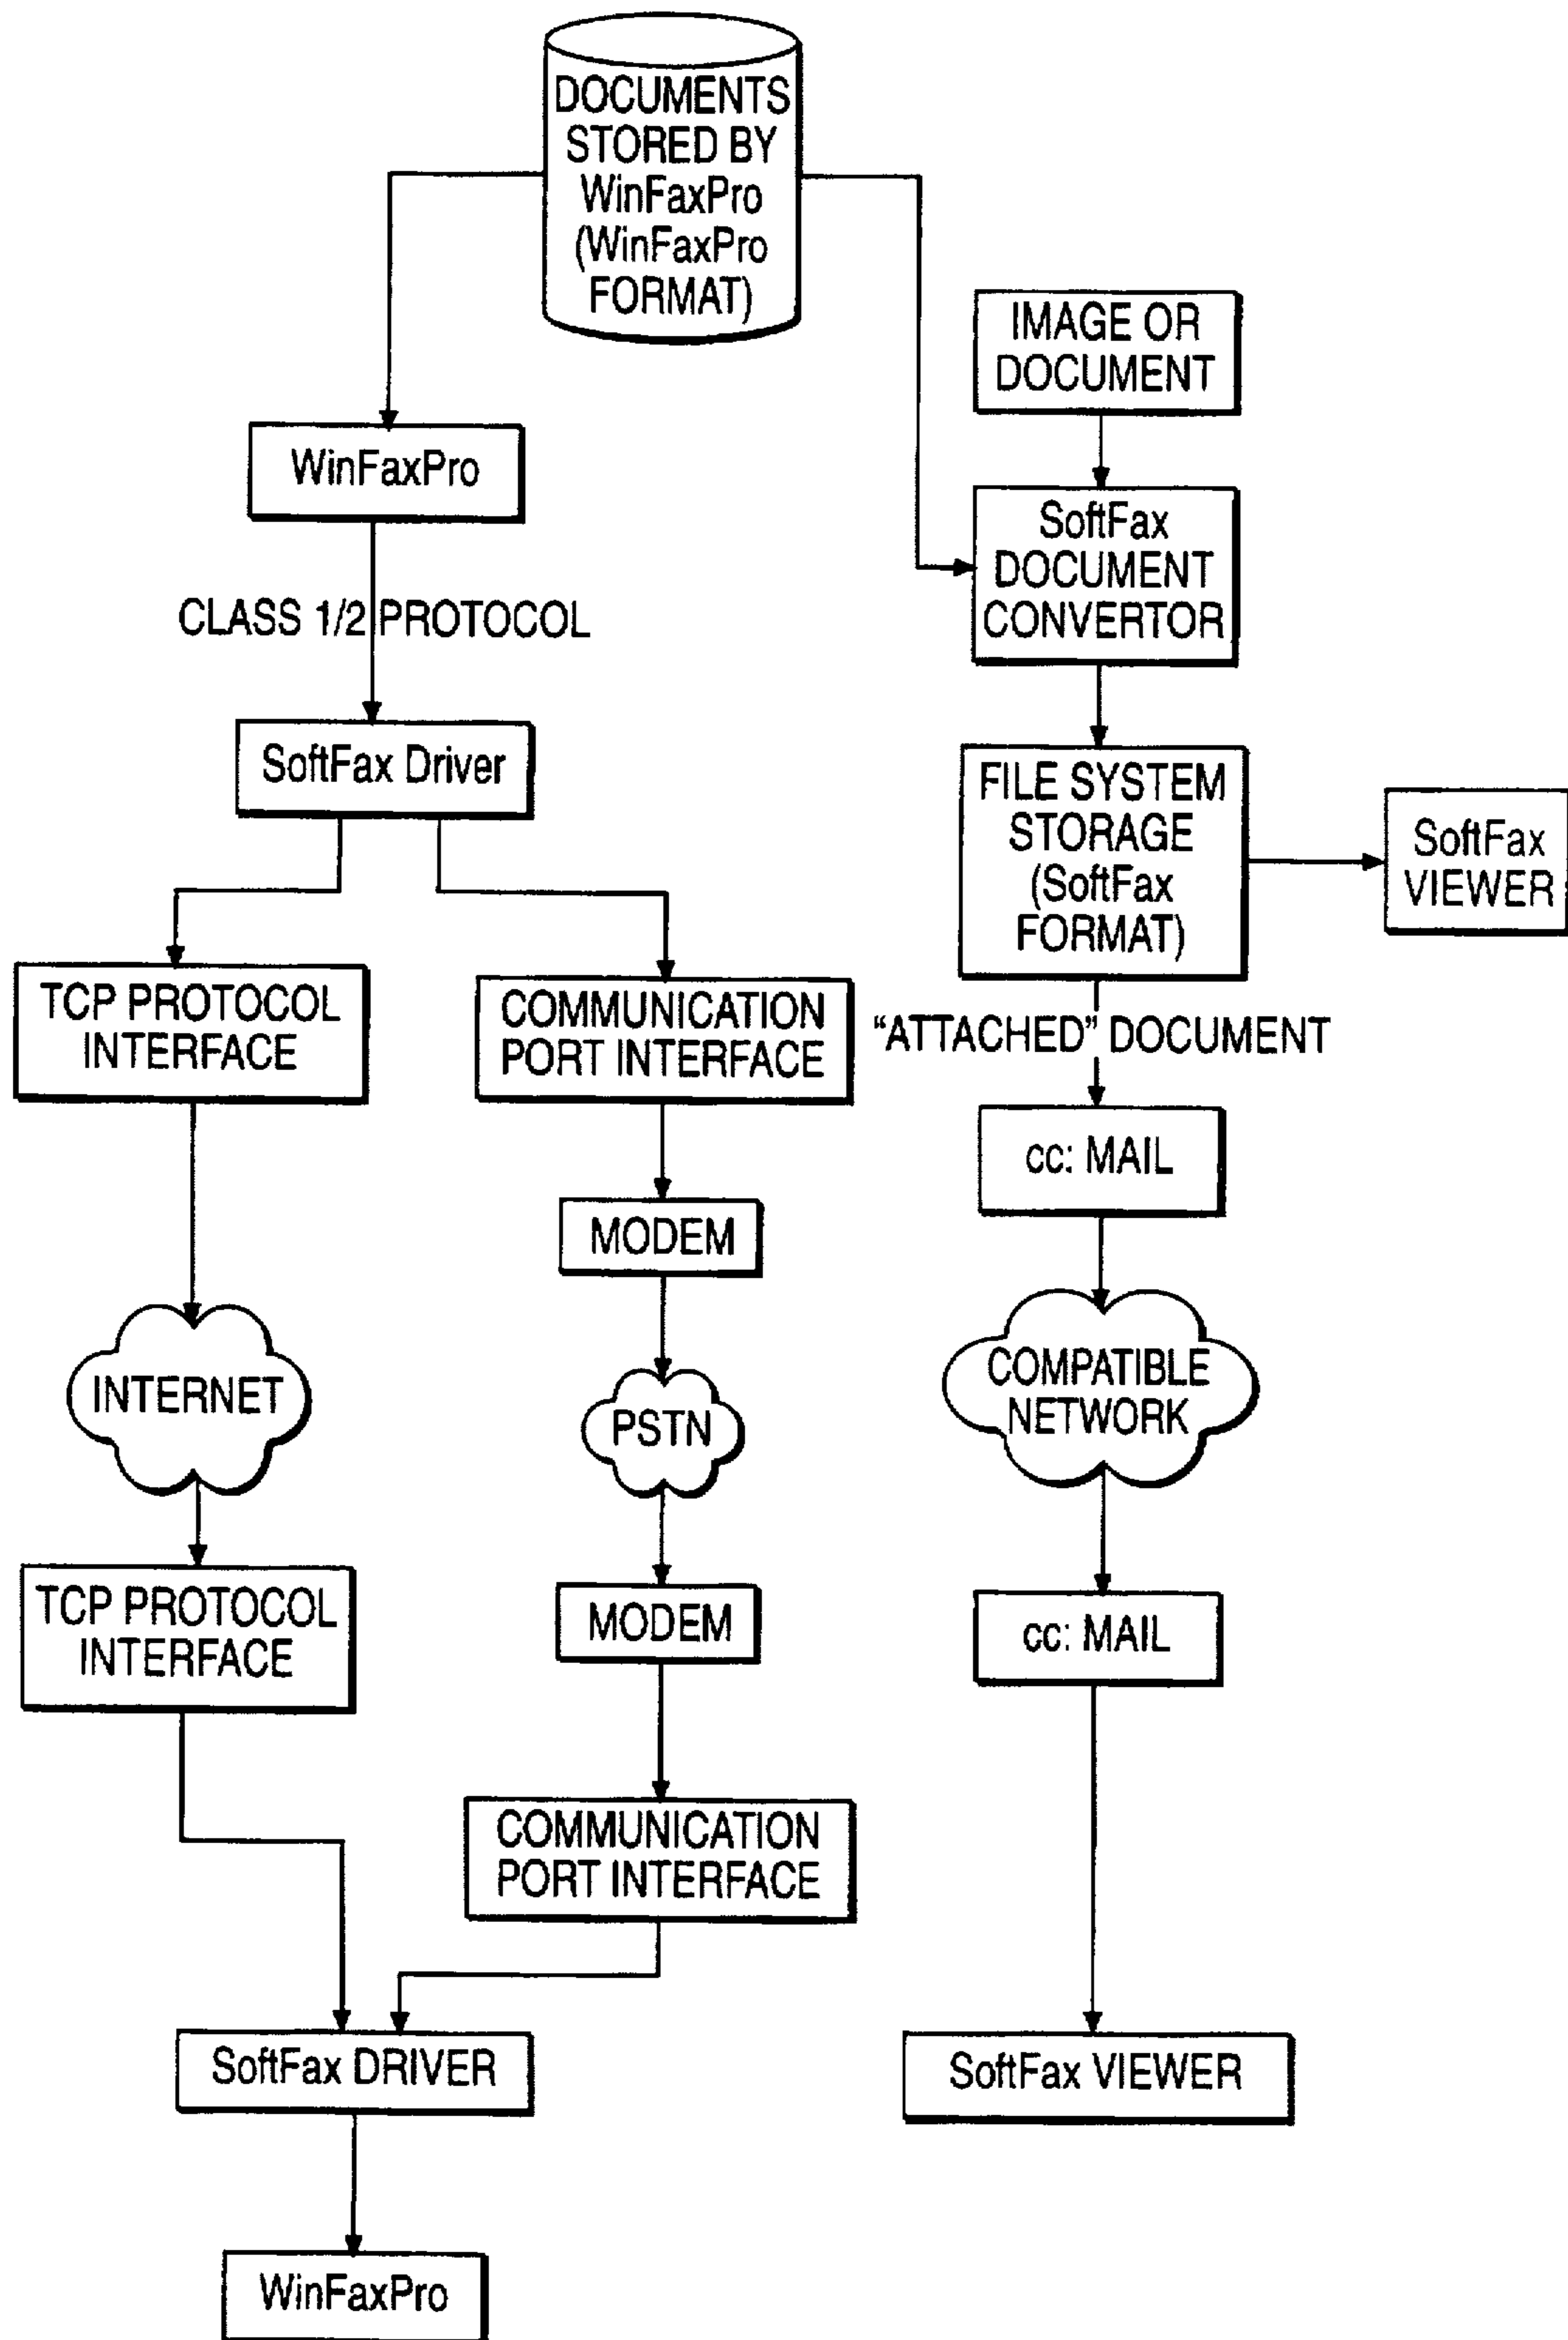 DOCUMENTS
STORED BY
WinFaxPro
(WinFaxPro
FORMAT)
IMAGE OR
DOCUMENT
WinFaxPro
SoftFax
DOCUMENT
CONVERTOR
CLASS 1/2 PROTOCOL
SoftFax Driver
FILE SYSTEM
STORAGE
(SoftFax
FORMAT)
SoftFax
VIEWER
TCP PROTOCOL
INTERFACE
COMMUNICATION
PORT INTERFACE
“ATTACHED” DOCUMENT
cc: MAIL
MODEM
INTERNET
PSTN
COMPATIBLE
NETWORK
TCP PROTOCOL
INTERFACE
MODEM
cc: MAIL
COMMUNICATION
PORT INTERFACE
SoftFax DRIVER
SoftFax VIEWER
WinFaxPro